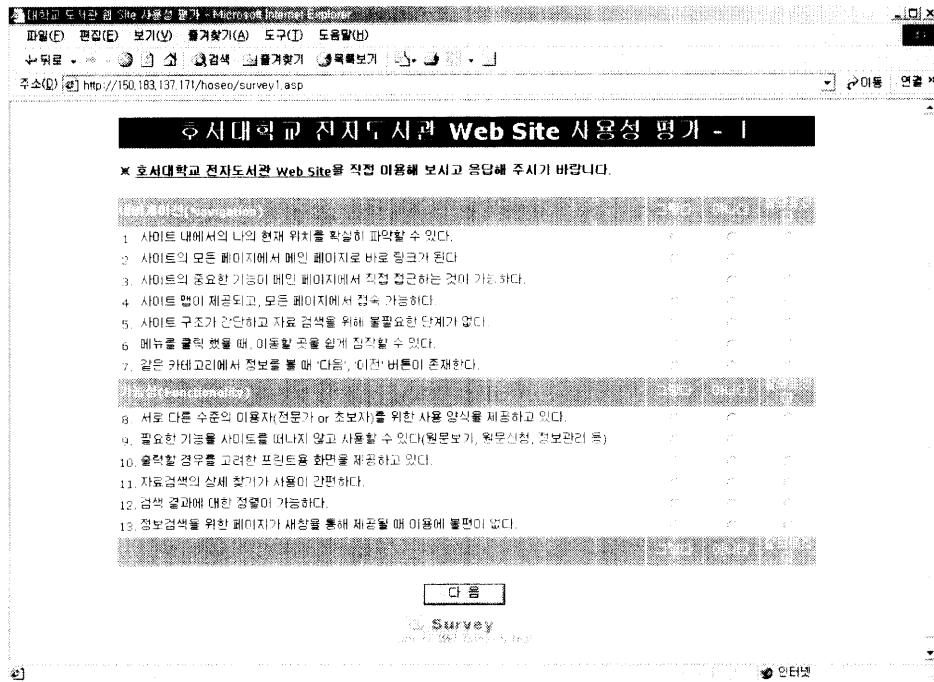 대학교 도서관 웹 Site 사용성 평가 - Microsoft Internet Explorer
파일(F) 편집(E) 보기(V) 즐겨찾기(A) 도구(T) 도움말(H)
뒤로 검색 즐겨찾기 목록보기
주소(D) http://150.183.137.171/hoseo/survey1.asp 이동 연결 »
호서대학교 전자도서관 Web Site 사용성 평가 - I
※ 호서대학교 전자도서관 Web Site을 직접 이용해 보시고 응답해 주시기 바랍니다.
네비게이션(Navigation) 그렇다 아니다
1 사이트 내에서의 나의 현재 위치를 확실히 파악할 수 있다.
2 사이트의 모든 페이지에서 메인 페이지로 바로 링크가 된다
3. 사이트의 중요한 기능이 메인 페이지에서 직접 접근하는 것이 가능하다.
4 사이트 맵이 제공되고, 모든 페이지에서 접속 가능하다.
5. 사이트 구조가 간단하고 자료 검색을 위해 불필요한 단계가 없다.
6 메뉴를 클릭 했을 때, 이동할 곳을 쉽게 짐작할 수 있다.
7. 같은 카테고리에서 정보를 볼 때 '다음', '이전' 버튼이 존재한다.
기능성(Functionality) 그렇다 아니다
8. 서로 다른 수준의 이용자(전문가 or 초보자)를 위한 사용 양식을 제공하고 있다.
9. 필요한 기능을 사이트를 떠나지 않고 사용할 수 있다(원문보기, 원문신청, 정보관리 등)
10. 출력할 경우를 고려한 프린트용 화면을 제공하고 있다.
11. 자료검색의 상세 찾기가 사용이 간편하다.
12. 검색 결과에 대한 정렬이 가능하다.
13. 정보검색을 위한 페이지가 새창을 통해 제공될 때 이용에 불편이 없다.
그렇다 아니다
다 음
Survey
인터넷